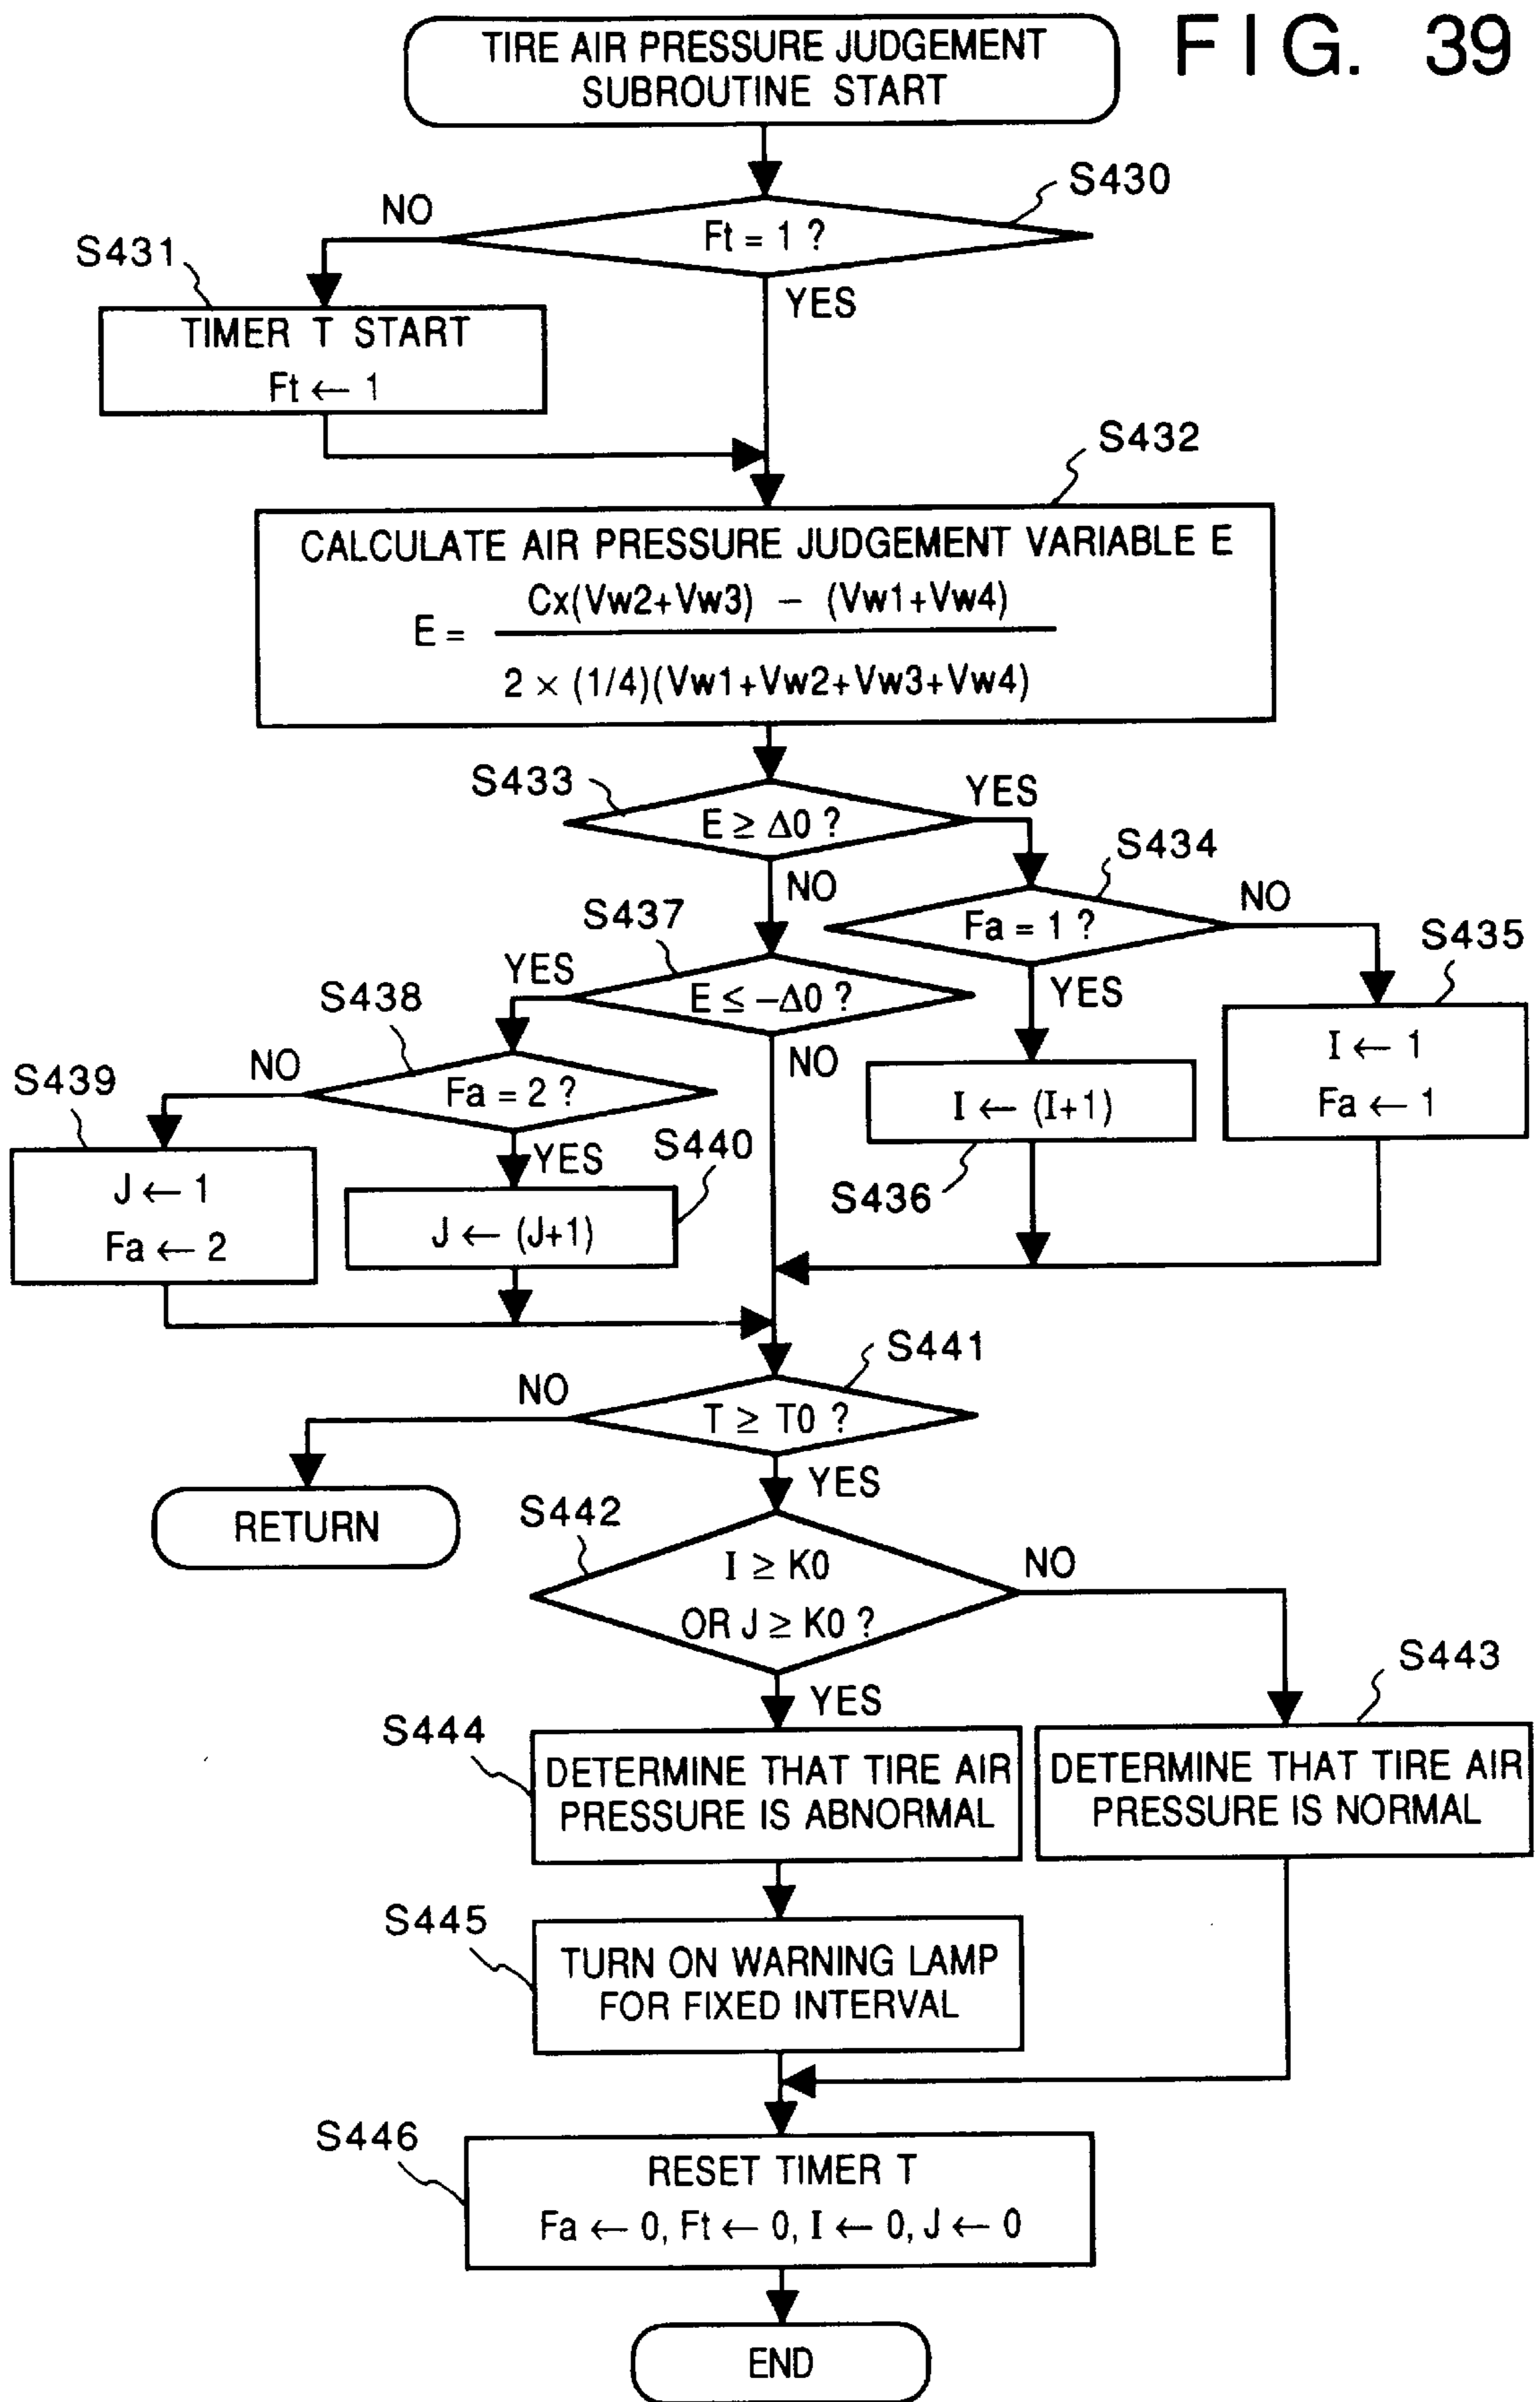 FIG. 39
TIRE AIR PRESSURE JUDGEMENT
SUBROUTINE START
S430
NO
Ft = 1 ?
S431
YES
TIMER T START
Ft ← 1
S432
CALCULATE AIR PRESSURE JUDGEMENT VARIABLE E
Cx(Vw2+Vw3) − (Vw1+Vw4)
E =
2 × (1/4)(Vw1+Vw2+Vw3+Vw4)
S433
YES
E ≥ Δ0 ?
S434
NO
NO
S437
Fa = 1 ?
S435
YES
E ≤ −Δ0 ?
YES
S438
I ← 1
Fa ← 1
NO
NO
S439
Fa = 2 ?
I ← (I+1)
YES
S440
S436
J ← 1
Fa ← 2
J ← (J+1)
S441
NO
T ≥ T0 ?
YES
RETURN
S442
I ≥ K0
OR J ≥ K0 ?
NO
S443
YES
S444
DETERMINE THAT TIRE AIR
PRESSURE IS ABNORMAL
DETERMINE THAT TIRE AIR
PRESSURE IS NORMAL
S445
TURN ON WARNING LAMP
FOR FIXED INTERVAL
S446
RESET TIMER T
Fa ← 0, Ft ← 0, I ← 0, J ← 0
END